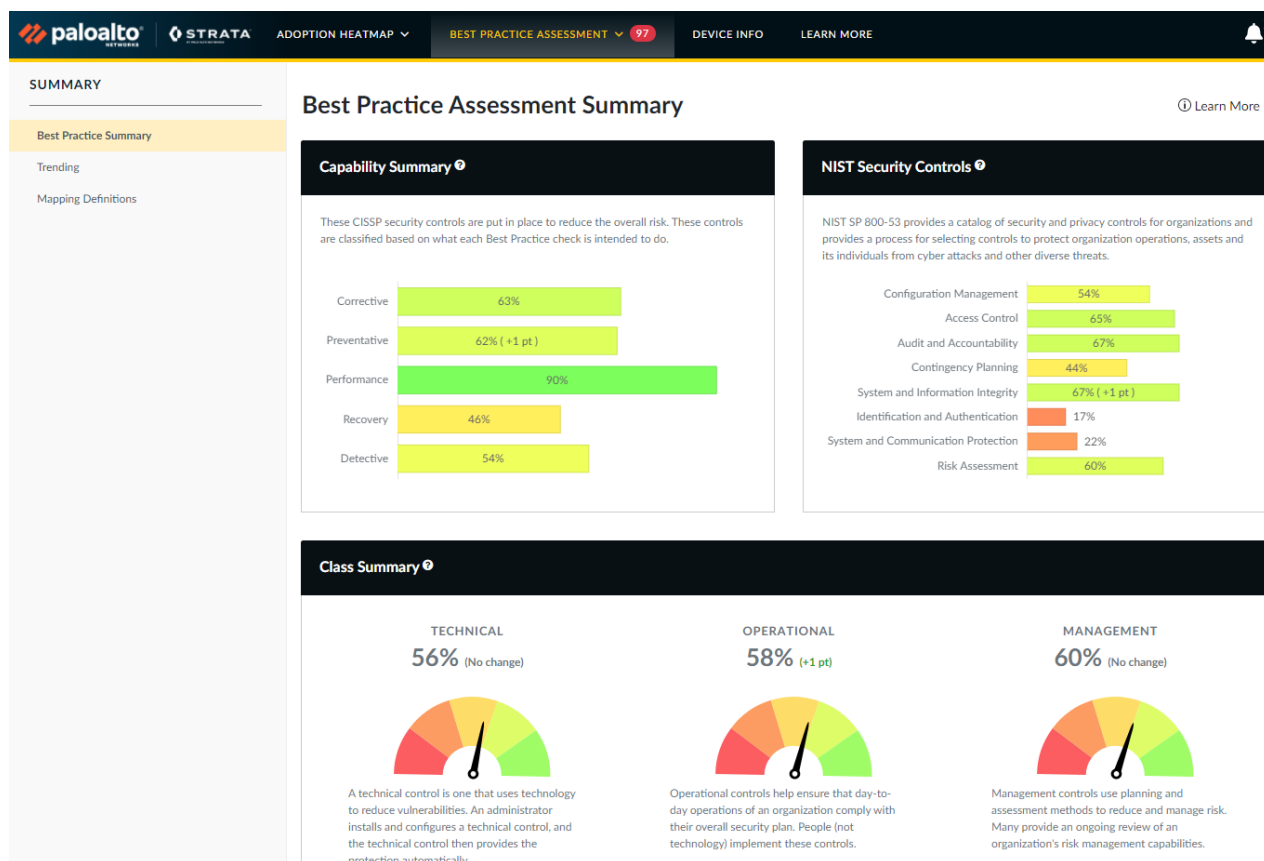 paloalto NETWORKS STRATA ADOPTION HEATMAP BEST PRACTICE ASSESSMENT 97 DEVICE INFO LEARN MORE
SUMMARY
Best Practice Summary
Trending
Mapping Definitions
Best Practice Assessment Summary
Learn More
Capability Summary
These CISSP security controls are put in place to reduce the overall risk. These controls
are classified based on what each Best Practice check is intended to do.
Corrective 63%
Preventative 62% ( +1 pt )
Performance 90%
Recovery 46%
Detective 54%
NIST Security Controls
NIST SP 800-53 provides a catalog of security and privacy controls for organizations and
provides a process for selecting controls to protect organization operations, assets and
its individuals from cyber attacks and other diverse threats.
Configuration Management 54%
Access Control 65%
Audit and Accountability 67%
Contingency Planning 44%
System and Information Integrity 67% ( +1 pt )
Identification and Authentication 17%
System and Communication Protection 22%
Risk Assessment 60%
Class Summary
TECHNICAL
56% (No change)
A technical control is one that uses technology
to reduce vulnerabilities. An administrator
installs and configures a technical control, and
the technical control then provides the
protection automatically.
OPERATIONAL
58% (+1 pt)
Operational controls help ensure that day-to-
day operations of an organization comply with
their overall security plan. People (not
technology) implement these controls.
MANAGEMENT
60% (No change)
Management controls use planning and
assessment methods to reduce and manage risk.
Many provide an ongoing review of an
organization's risk management capabilities.